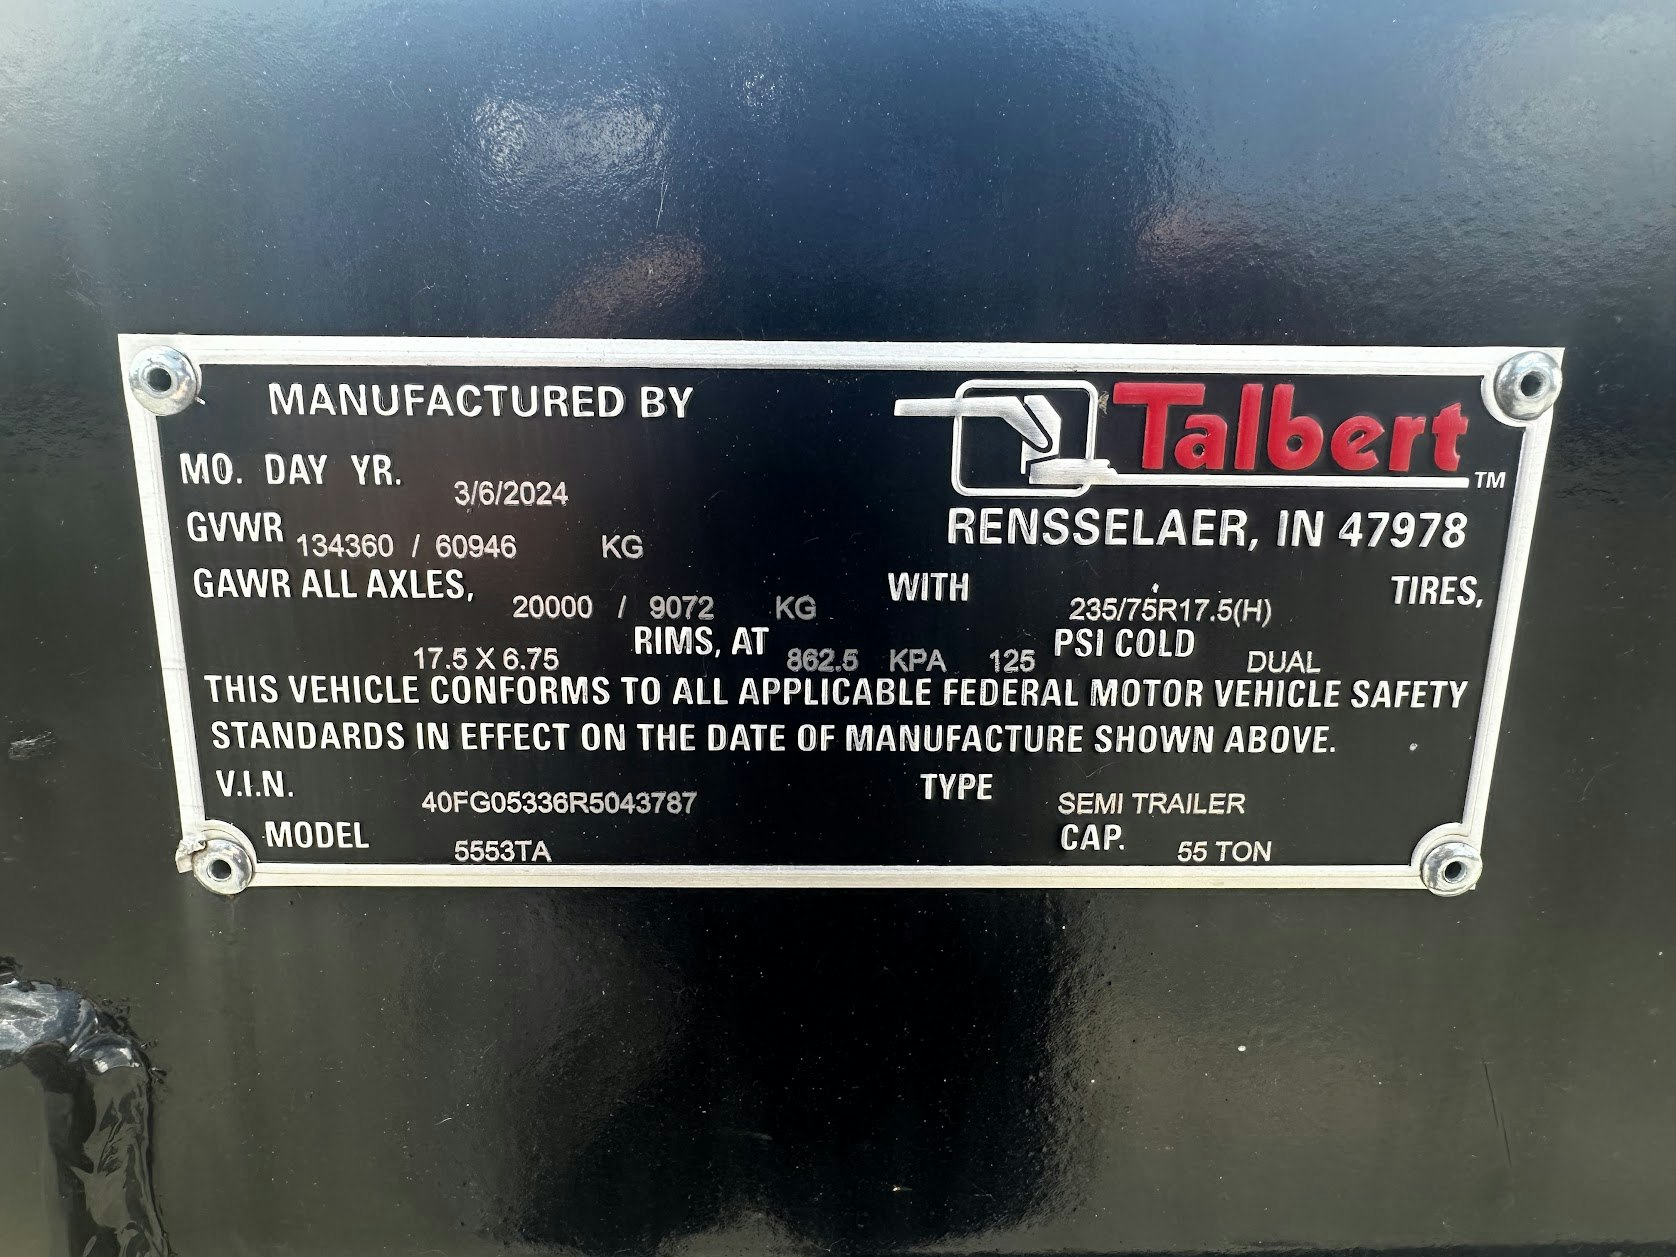 MANUFACTURED BY
Talbert™
MO. DAY YR. 3/6/2024
RENSSELAER, IN 47978
GVWR 134360 / 60946 KG
GAWR ALL AXLES, 20000 / 9072 KG WITH 235/75R17.5(H) TIRES,
17.5 X 6.75 RIMS, AT 862.5 KPA 125 PSI COLD DUAL
THIS VEHICLE CONFORMS TO ALL APPLICABLE FEDERAL MOTOR VEHICLE SAFETY
STANDARDS IN EFFECT ON THE DATE OF MANUFACTURE SHOWN ABOVE.
V.I.N. 40FG05336R5043787 TYPE SEMI TRAILER
MODEL 5553TA CAP. 55 TON